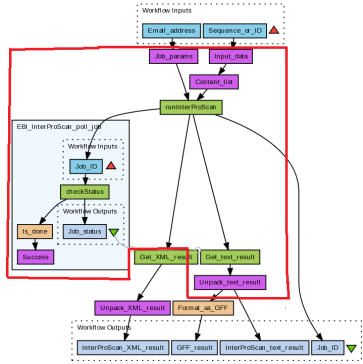 Workflow Inputs
Email_address
Sequence_or_ID
Job_params
Input_data
Content_list
runInterProScan
EBI_InterProScan_poll_job
Workflow Inputs
Job_ID
checkStatus
Workflow Outputs
Is_done
Job_status
Success
Get_XML_result
Get_text_result
Unpack_text_result
Unpack_XML_result
Format_as_GFF
Workflow Outputs
InterProScan_XML_result
GFF_result
InterProScan_text_result
Job_ID